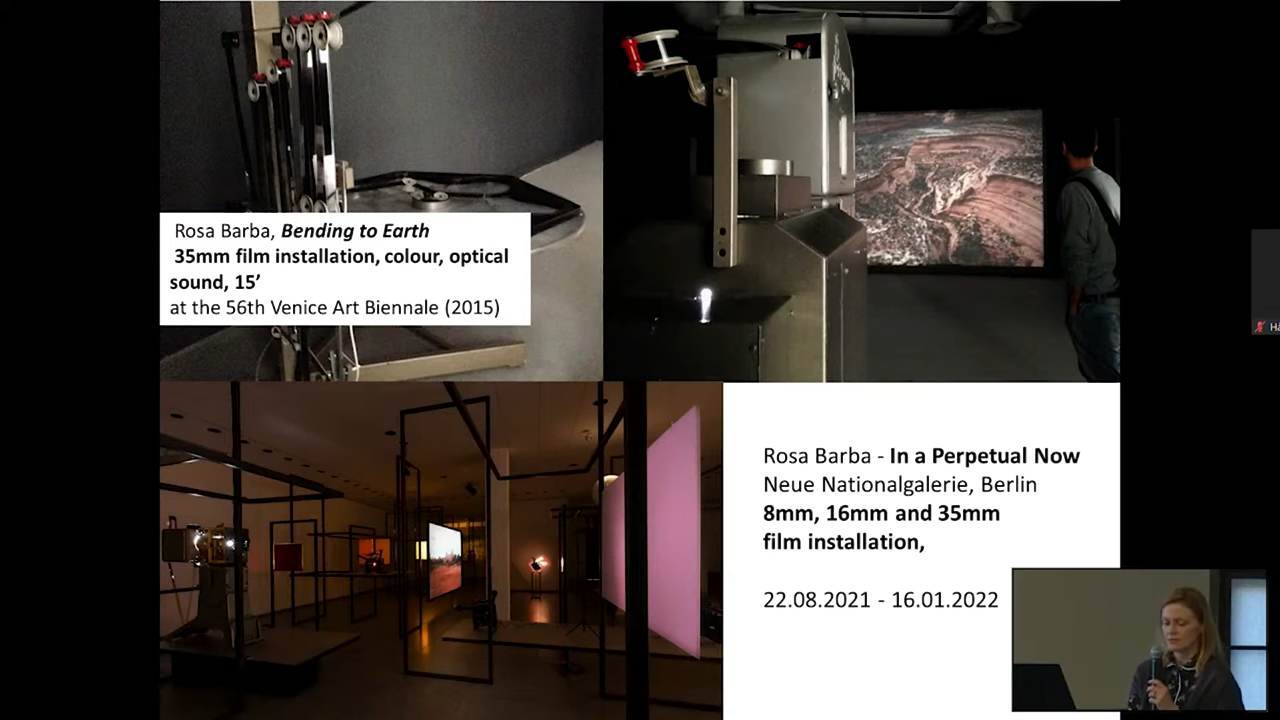 Rosa Barba, Bending to Earth
35mm film installation, colour, optical
sound, 15’
at the 56th Venice Art Biennale (2015)
Rosa Barba - In a Perpetual Now
Neue Nationalgalerie, Berlin
8mm, 16mm and 35mm
film installation,
22.08.2021 - 16.01.2022